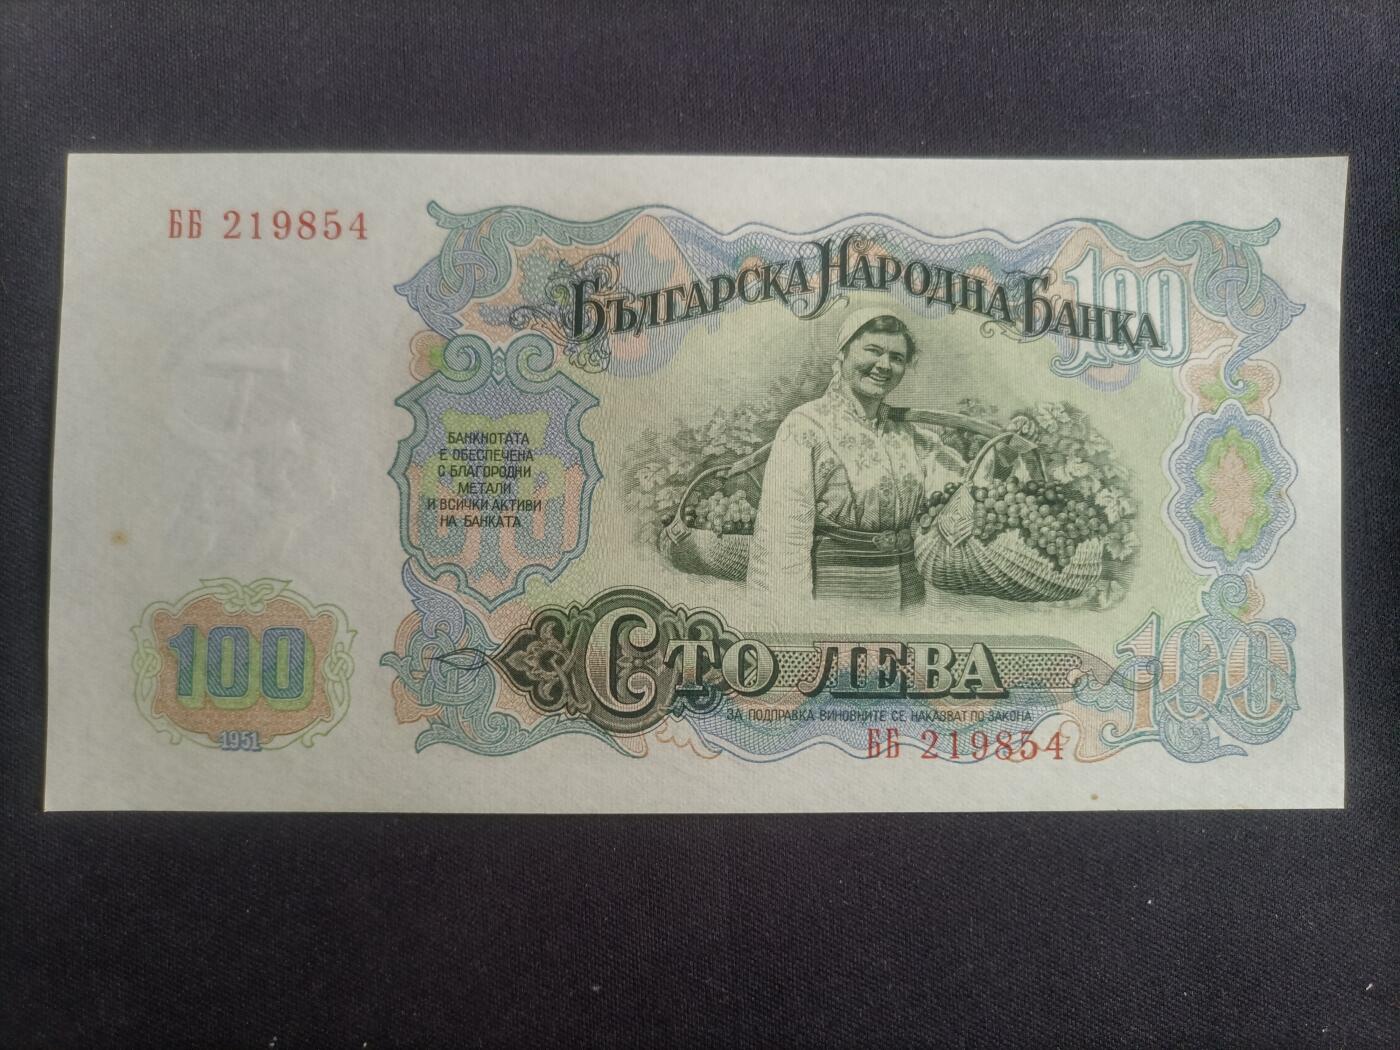 ББ 219854
БЪЛГАРСКА НАРОДНА БАНКА
100
БАНКНОТАТА
Е ОБЕСПЕЧЕНА
С БЛАГОРОДНИ
МЕТАЛИ
И ВСИЧКИ АКТИВИ
НА БАНКАТА
100
1951
СТО ЛЕВА
100
ЗА ПОДПРАВКА ВИНОВНИТЕ СЕ НАКАЗВАТ ПО ЗАКОНА
ББ 219854